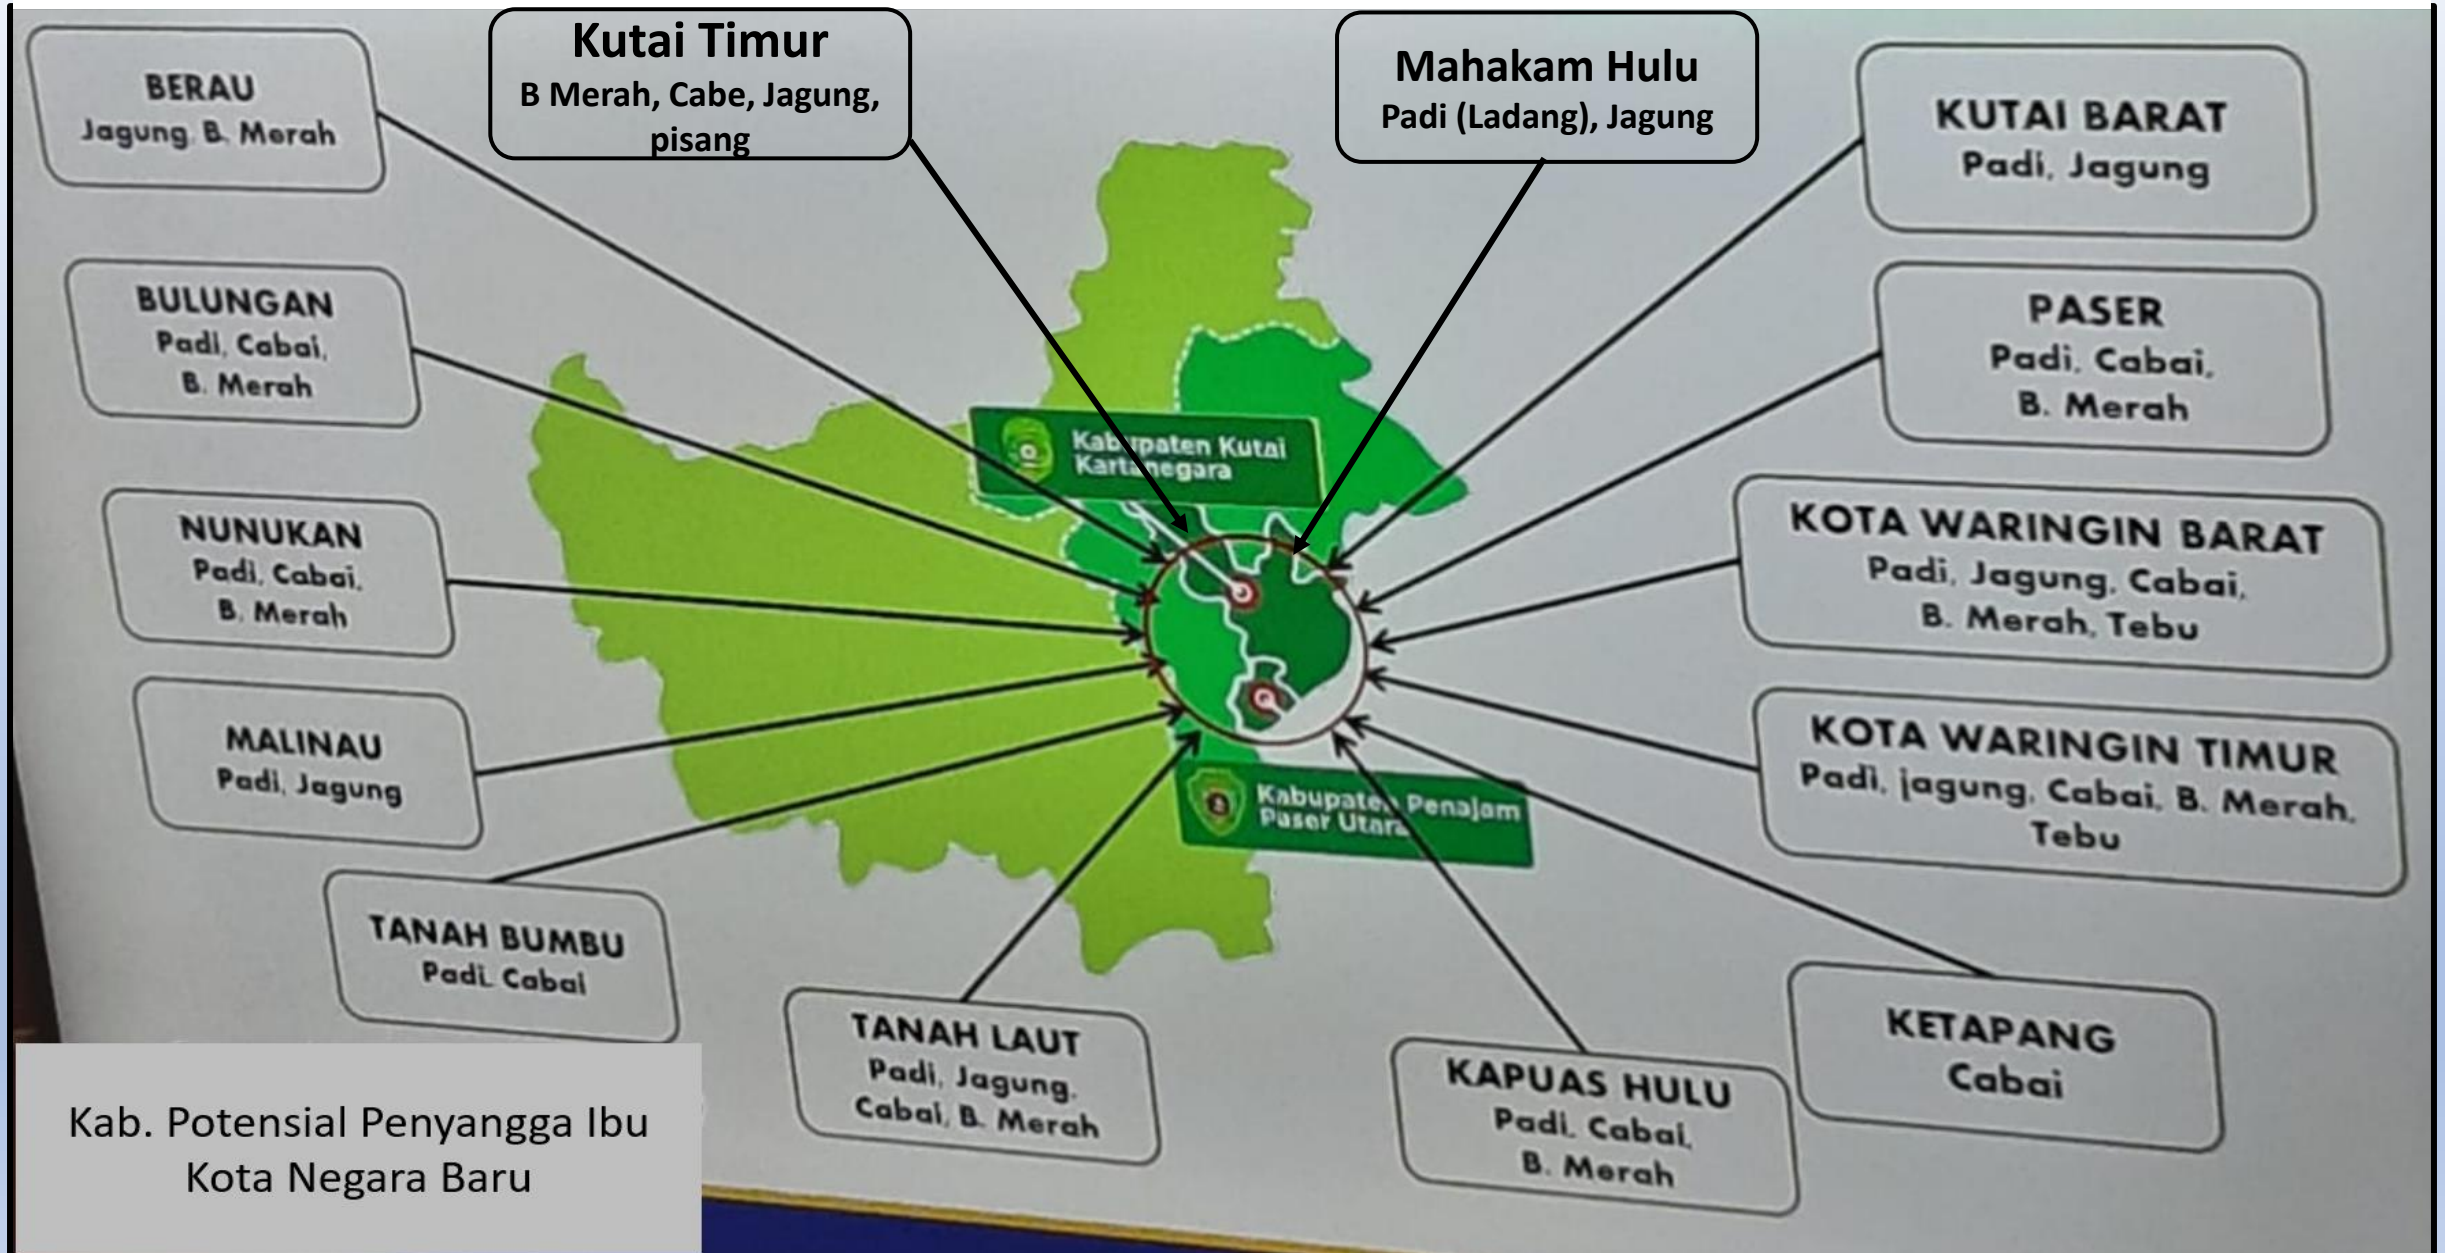 Kutai Timur
B Merah, Cabe, Jagung,
pisang
Mahakam Hulu
Padi (Ladang), Jagung
BERAU
Jagung, B. Merah
KUTAI BARAT
Padi, Jagung
BULUNGAN
Padi, Cabai,
B. Merah
PASER
Padi, Cabai,
B. Merah
Kabupaten Kutai
Kartanegara
NUNUKAN
Padi, Cabai,
B. Merah
KOTA WARINGIN BARAT
Padi, Jagung, Cabai,
B. Merah, Tebu
MALINAU
Padi, Jagung
KOTA WARINGIN TIMUR
Padi, jagung, Cabai, B. Merah,
Tebu
Kabupaten Penajam
Paser Utara
TANAH BUMBU
Padi, Cabai
TANAH LAUT
Padi, Jagung,
Cabai, B. Merah
KAPUAS HULU
Padi, Cabai,
B. Merah
KETAPANG
Cabai
Kab. Potensial Penyangga Ibu
Kota Negara Baru